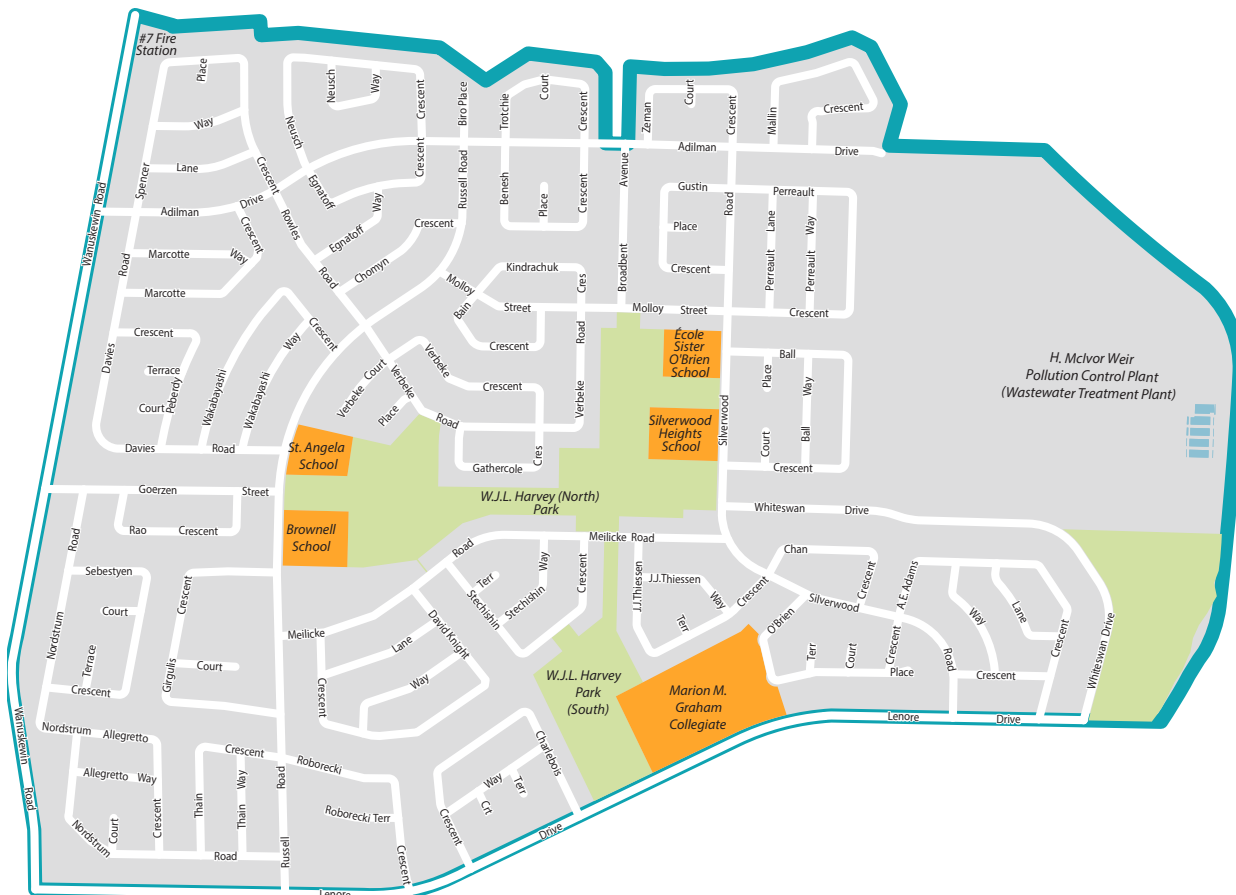 #7 Fire
Station
Place
Neusch
Way
Crescent
Biro Place
Trotchie
Court
Crescent
Zeman
Court
Crescent
Mallin
Crescent
Way
Neusch
Crescent
Adilman
Drive
Avenue
Lane
Crescent
Spencer
Egnatoff
Way
Russell Road
Benesh
Place
Crescent
Gustin
Perreault
Road
Wanuskewin Road
Adilman
Drive
Crescent
Rowles
Egnatoff
Crescent
Place
Lane
Way
Perreault
Perreault
Marcotte
Way
Road
Road
Chomyn
Kindrachuk
Broadbent
Crescent
Marcotte
Molloy
Bain
Street
Cres
Molloy
Street
Crescent
Crescent
Davies
Terrace
Peberdy
Court
Wakabayashi
Wakabayashi
Way
Crescent
Verbeke
Court
Verbeke
Verbeke
Place
Road
Crescent
Crescent
Road
Verbeke
École
Sister
O'Brien
School
Ball
Place
Way
H. McIvor Weir
Pollution Control Plant
(Wastewater Treatment Plant)
Silverwood
Heights
School
Silverwood
Court
Ball
Crescent
Davies
Road
St. Angela
School
Gathercole
Cres
Goerzen
Street
W.J.L. Harvey (North)
Park
Whiteswan
Drive
Rao
Crescent
Brownell
School
Road
Road
Meilicke
Road
Chan
Crescent
Sebestyen
Court
Crescent
Terr
Way
Stechishin
Stechishin
Crescent
J.J.Thiessen
J.J.Thiessen
Way
Terr
Crescent
O'Brien
Silverwood
A.E. Adams
Way
Lane
Crescent
Nordstrum
Terrace
Crescent
Girgulis
Court
Meilicke
Lane
David Knight
Way
Crescent
W.J.L. Harvey
Park
(South)
Marion M.
Graham
Collegiate
Terr
Court
Crescent
Place
Road
Crescent
Whiteswan Drive
Lenore
Drive
Wanuskewin
Road
Nordstrum
Allegretto
Allegretto
Way
Crescent
Crescent
Roborecki
Way
Thain
Thain
Road
Roborecki Terr
Charlebois
Way
Terr
Crt
Crescent
Drive
Court
Nordstrum
Road
Russell
Crescent
Lenore